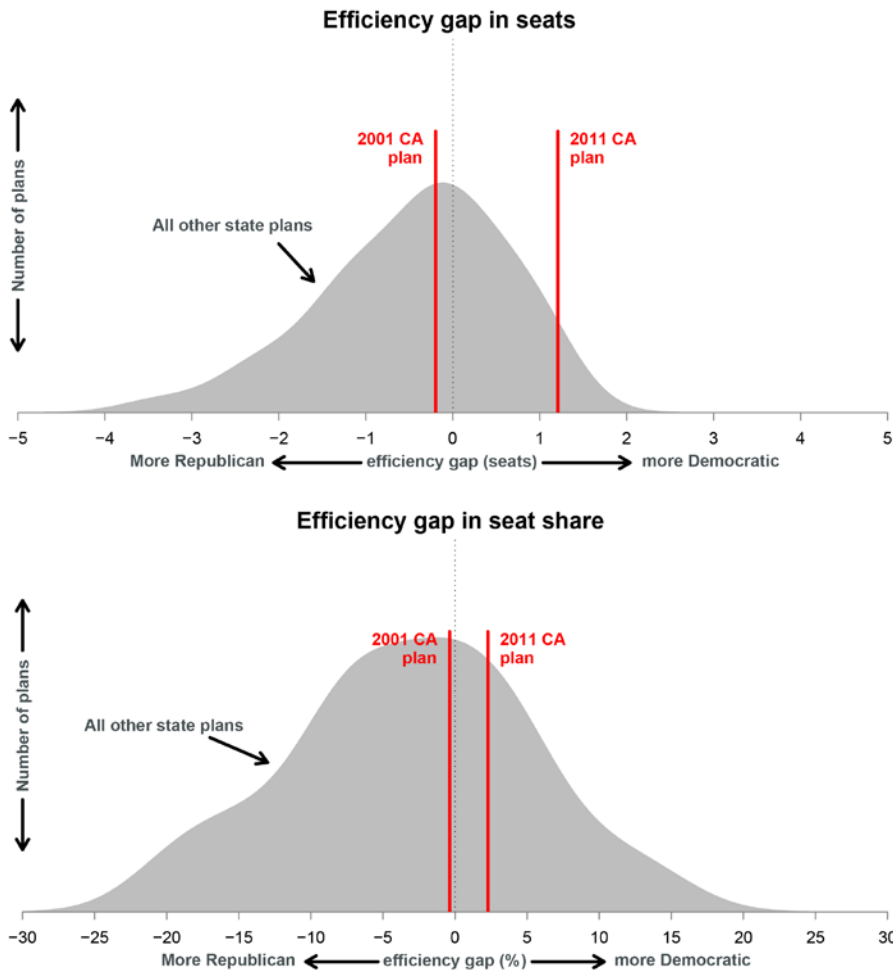 Efficiency gap in seats
Number of plans
2001 CA
plan
2011 CA
plan
All other state plans
−5 −4 −3 −2 −1 0 1 2 3 4 5
More Republican efficiency gap (seats) more Democratic
Efficiency gap in seat share
Number of plans
2001 CA
plan
2011 CA
plan
All other state plans
−30 −25 −20 −15 −10 −5 0 5 10 15 20 25 30
More Republican efficiency gap (%) more Democratic